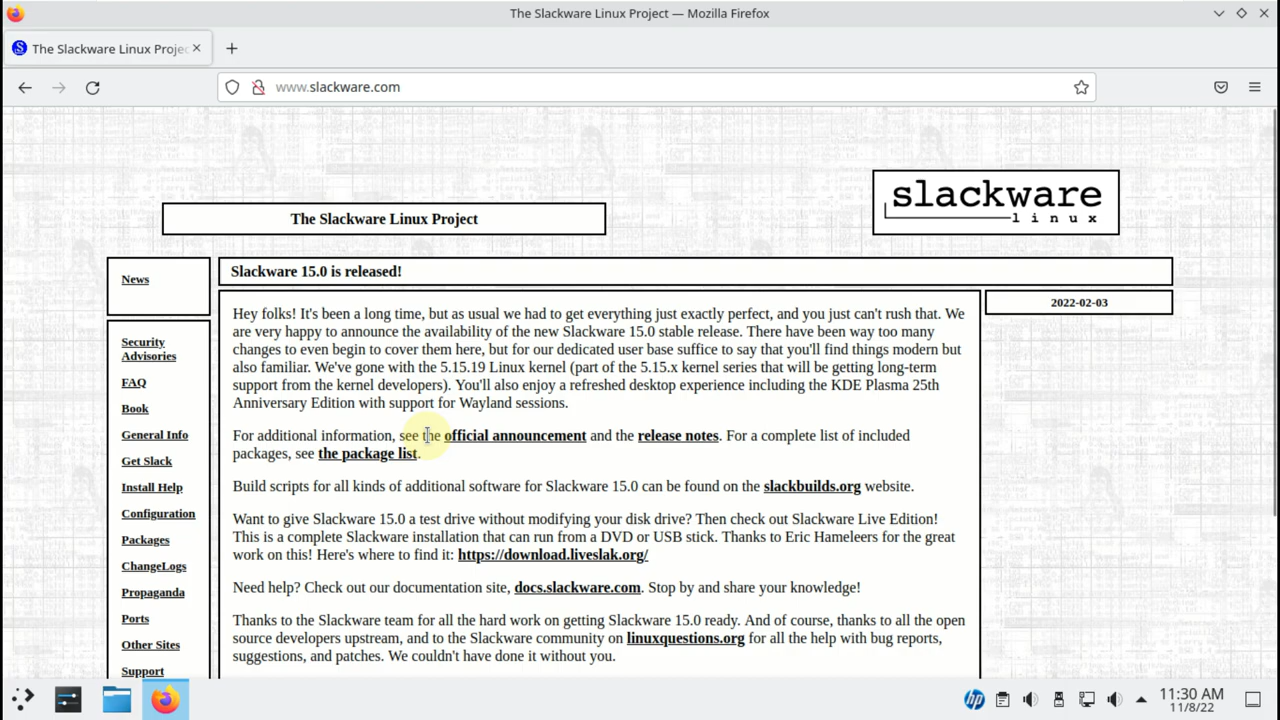 The Slackware Linux Project — Mozilla Firefox
The Slackware Linux Projec
www.slackware.com
slackware
linux
The Slackware Linux Project
News
Slackware 15.0 is released!
2022-02-03
Hey folks! It's been a long time, but as usual we had to get everything just exactly perfect, and you just can't rush that. We
are very happy to announce the availability of the new Slackware 15.0 stable release. There have been way too many
changes to even begin to cover them here, but for our dedicated user base suffice to say that you'll find things modern but
also familiar. We've gone with the 5.15.19 Linux kernel (part of the 5.15.x kernel series that will be getting long-term
support from the kernel developers). You'll also enjoy a refreshed desktop experience including the KDE Plasma 25th
Anniversary Edition with support for Wayland sessions.
For additional information, see the official announcement and the release notes. For a complete list of included
packages, see the package list.
Build scripts for all kinds of additional software for Slackware 15.0 can be found on the slackbuilds.org website.
Want to give Slackware 15.0 a test drive without modifying your disk drive? Then check out Slackware Live Edition!
This is a complete Slackware installation that can run from a DVD or USB stick. Thanks to Eric Hameleers for the great
work on this! Here's where to find it: https://download.liveslak.org/
Need help? Check out our documentation site, docs.slackware.com. Stop by and share your knowledge!
Thanks to the Slackware team for all the hard work on getting Slackware 15.0 ready. And of course, thanks to all the open
source developers upstream, and to the Slackware community on linuxquestions.org for all the help with bug reports,
suggestions, and patches. We couldn't have done it without you.
Security
Advisories
FAQ
Book
General Info
Get Slack
Install Help
Configuration
Packages
ChangeLogs
Propaganda
Ports
Other Sites
Support
hp
11:30 AM
11/8/22